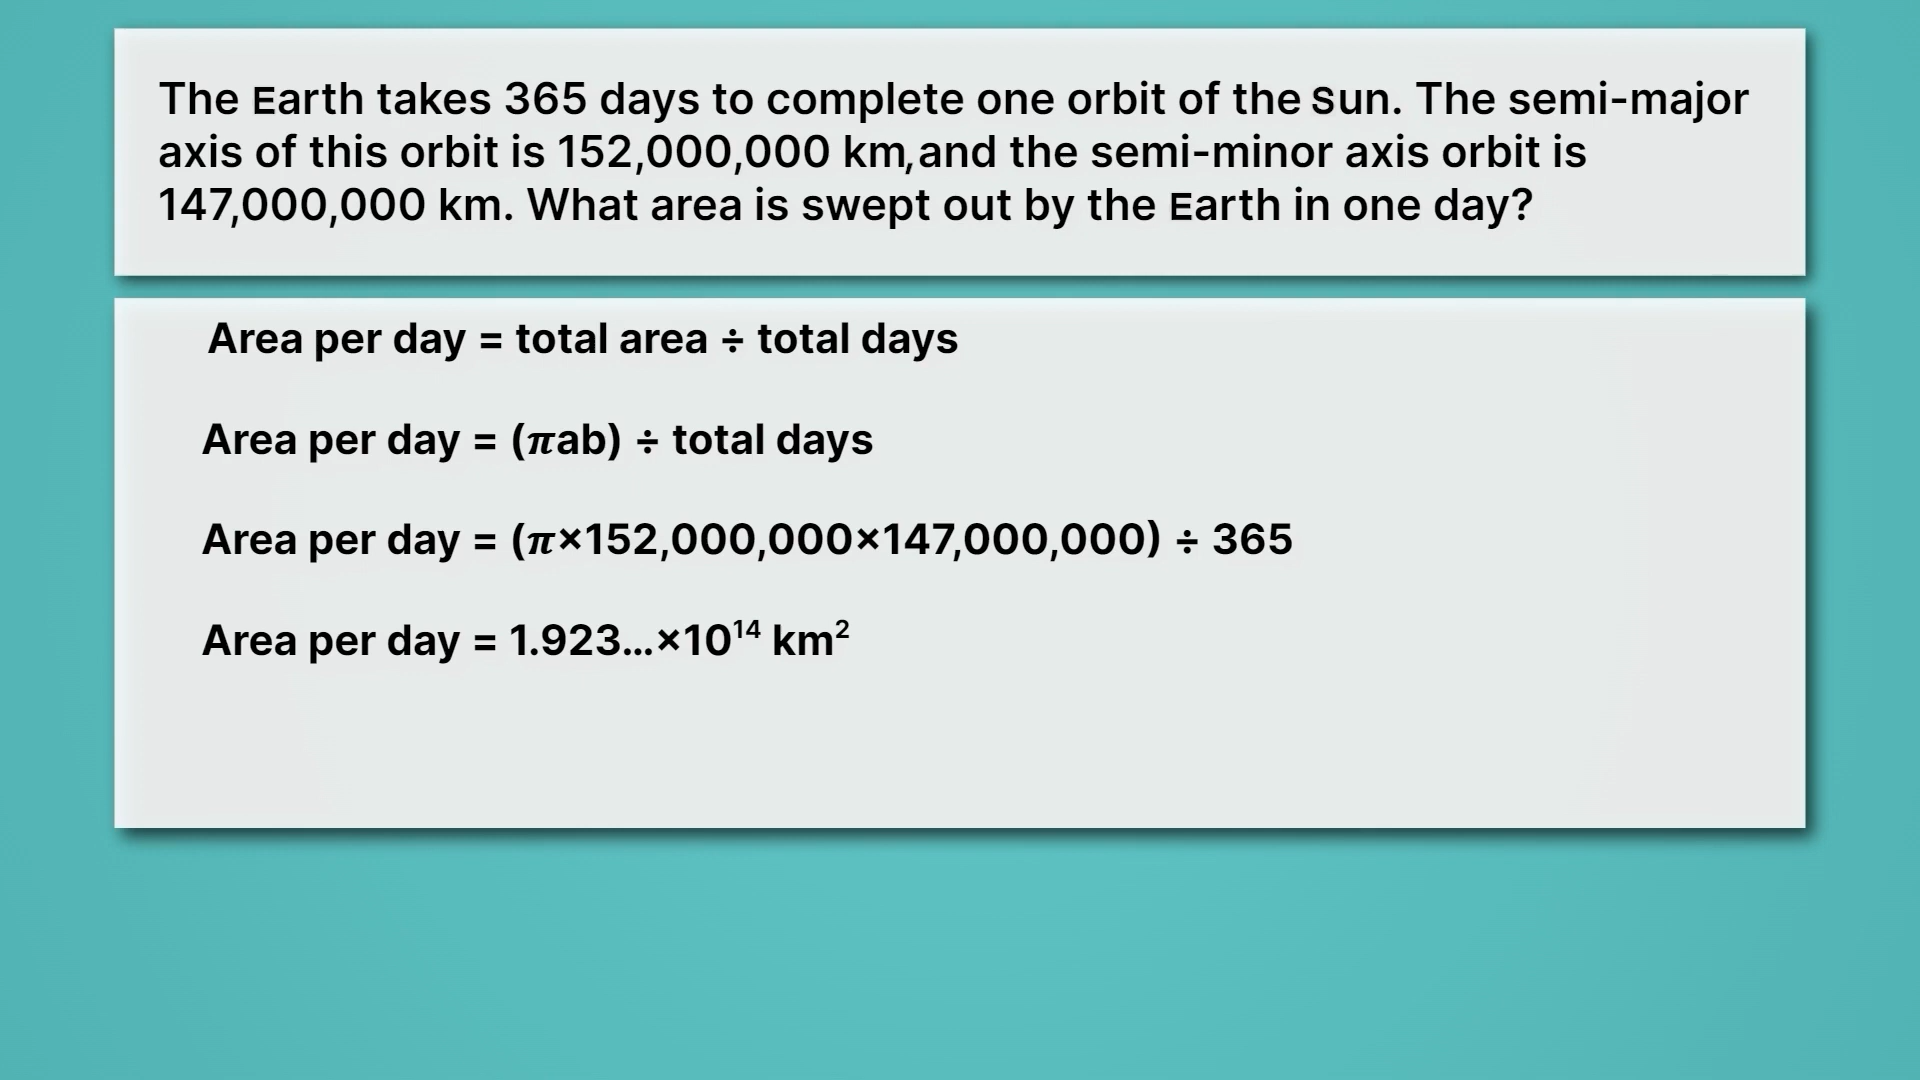 The Earth takes 365 days to complete one orbit of the Sun. The semi-major
axis of this orbit is 152,000,000 km,and the semi-minor axis orbit is
147,000,000 km. What area is swept out by the Earth in one day?
Area per day = total area ÷ total days
Area per day = (πab) ÷ total days
Area per day = (π×152,000,000×147,000,000) ÷ 365
Area per day = 1.923...×10¹⁴ km²